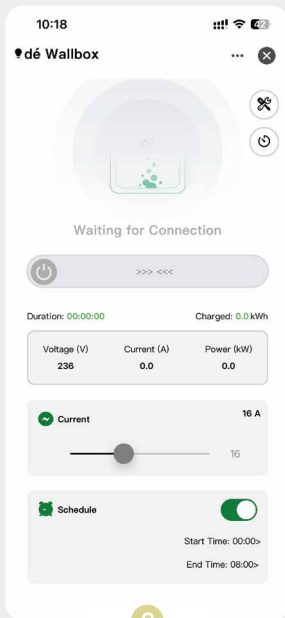 10:18
42
dé Wallbox
Waiting for Connection
>>> <<<
Duration: 00:00:00 Charged: 0.0 kWh
Voltage (V) Current (A) Power (kW)
236 0.0 0.0
Current 16 A
16
Schedule
Start Time: 00:00>
End Time: 08:00>